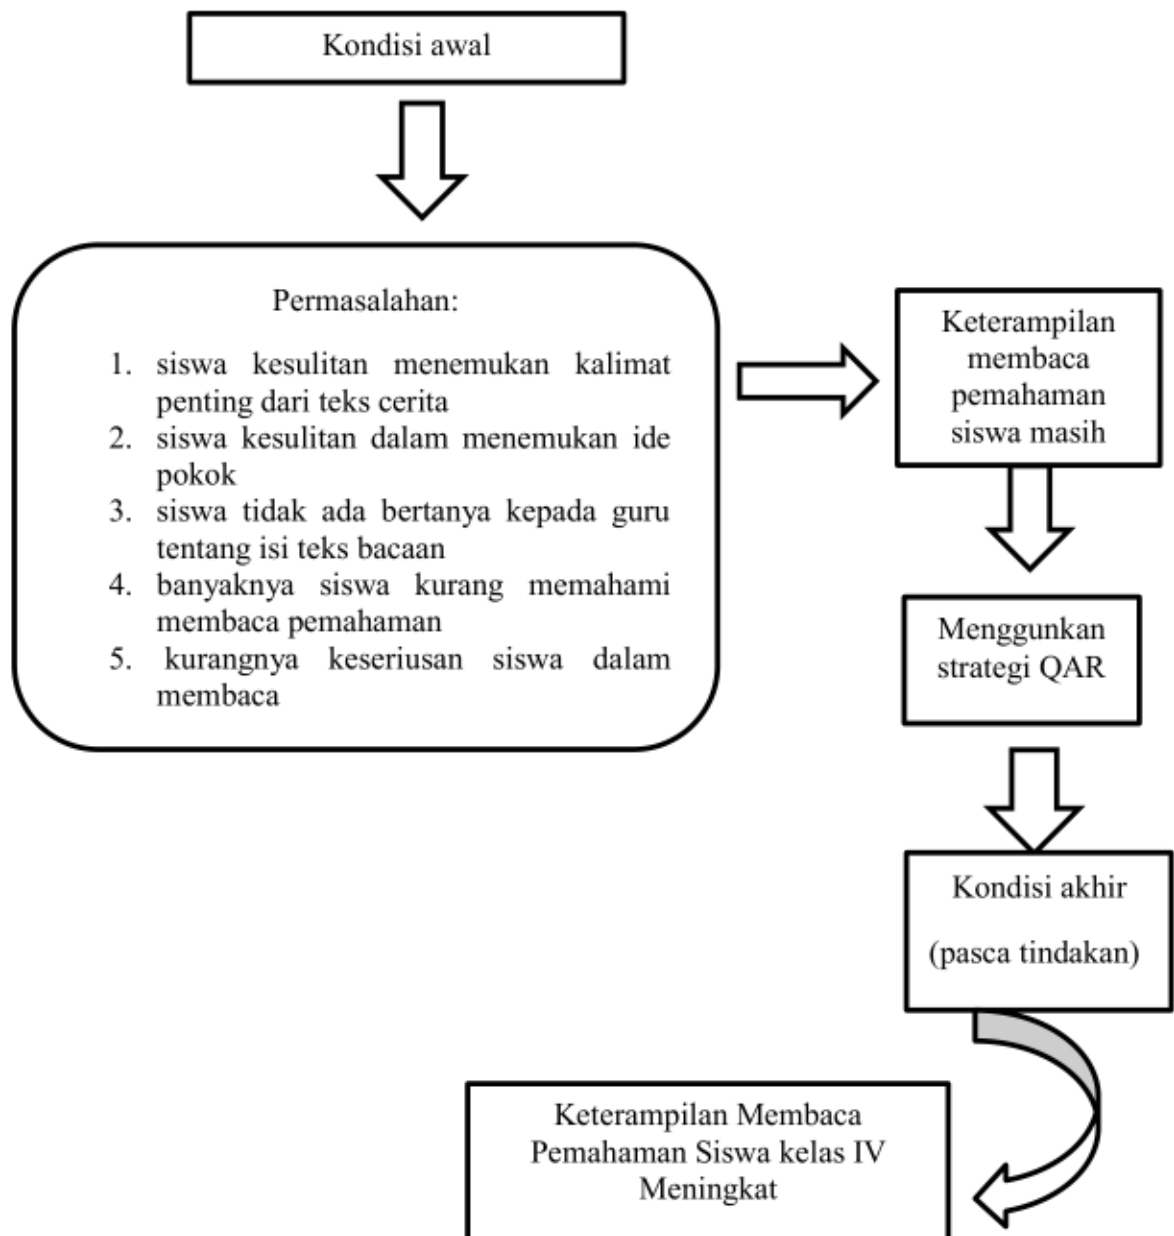 Kondisi awal
Permasalahan:
1. siswa kesulitan menemukan kalimat
penting dari teks cerita
2. siswa kesulitan dalam menemukan ide
pokok
3. siswa tidak ada bertanya kepada guru
tentang isi teks bacaan
4. banyaknya siswa kurang memahami
membaca pemahaman
5. kurangnya keseriusan siswa dalam
membaca
Keterampilan
membaca
pemahaman
siswa masih
Menggunkan
strategi QAR
Kondisi akhir
(pasca tindakan)
Keterampilan Membaca
Pemahaman Siswa kelas IV
Meningkat